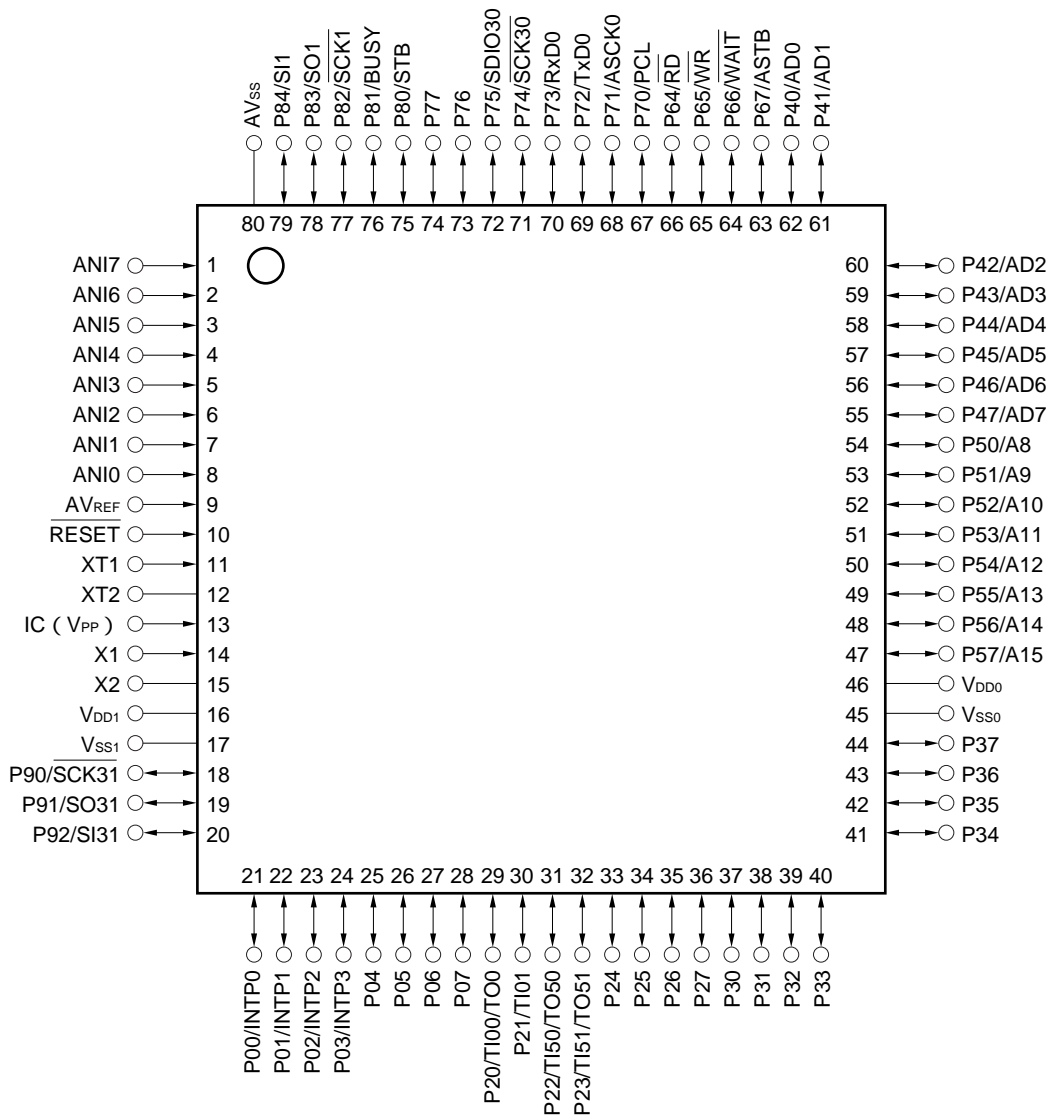 AVSS
P84/SI1
P83/SO1
P82/SCK1
P81/BUSY
P80/STB
P77
P76
P75/SDIO30
P74/SCK30
P73/RxD0
P72/TxD0
P71/ASCK0
P70/PCL
P64/RD
P65/WR
P66/WAIT
P67/ASTB
P40/AD0
P41/AD1
80 79 78 77 76 75 74 73 72 71 70 69 68 67 66 65 64 63 62 61
ANI7 1
ANI6 2
ANI5 3
ANI4 4
ANI3 5
ANI2 6
ANI1 7
ANI0 8
AVREF 9
RESET 10
XT1 11
XT2 12
IC (VPP) 13
X1 14
X2 15
VDD1 16
VSS1 17
P90/SCK31 18
P91/SO31 19
P92/SI31 20
60 P42/AD2
59 P43/AD3
58 P44/AD4
57 P45/AD5
56 P46/AD6
55 P47/AD7
54 P50/A8
53 P51/A9
52 P52/A10
51 P53/A11
50 P54/A12
49 P55/A13
48 P56/A14
47 P57/A15
46 VDD0
45 VSS0
44 P37
43 P36
42 P35
41 P34
21 22 23 24 25 26 27 28 29 30 31 32 33 34 35 36 37 38 39 40
P00/INTP0
P01/INTP1
P02/INTP2
P03/INTP3
P04
P05
P06
P07
P20/TI00/TO0
P21/TI01
P22/TI50/TO50
P23/TI51/TO51
P24
P25
P26
P27
P30
P31
P32
P33